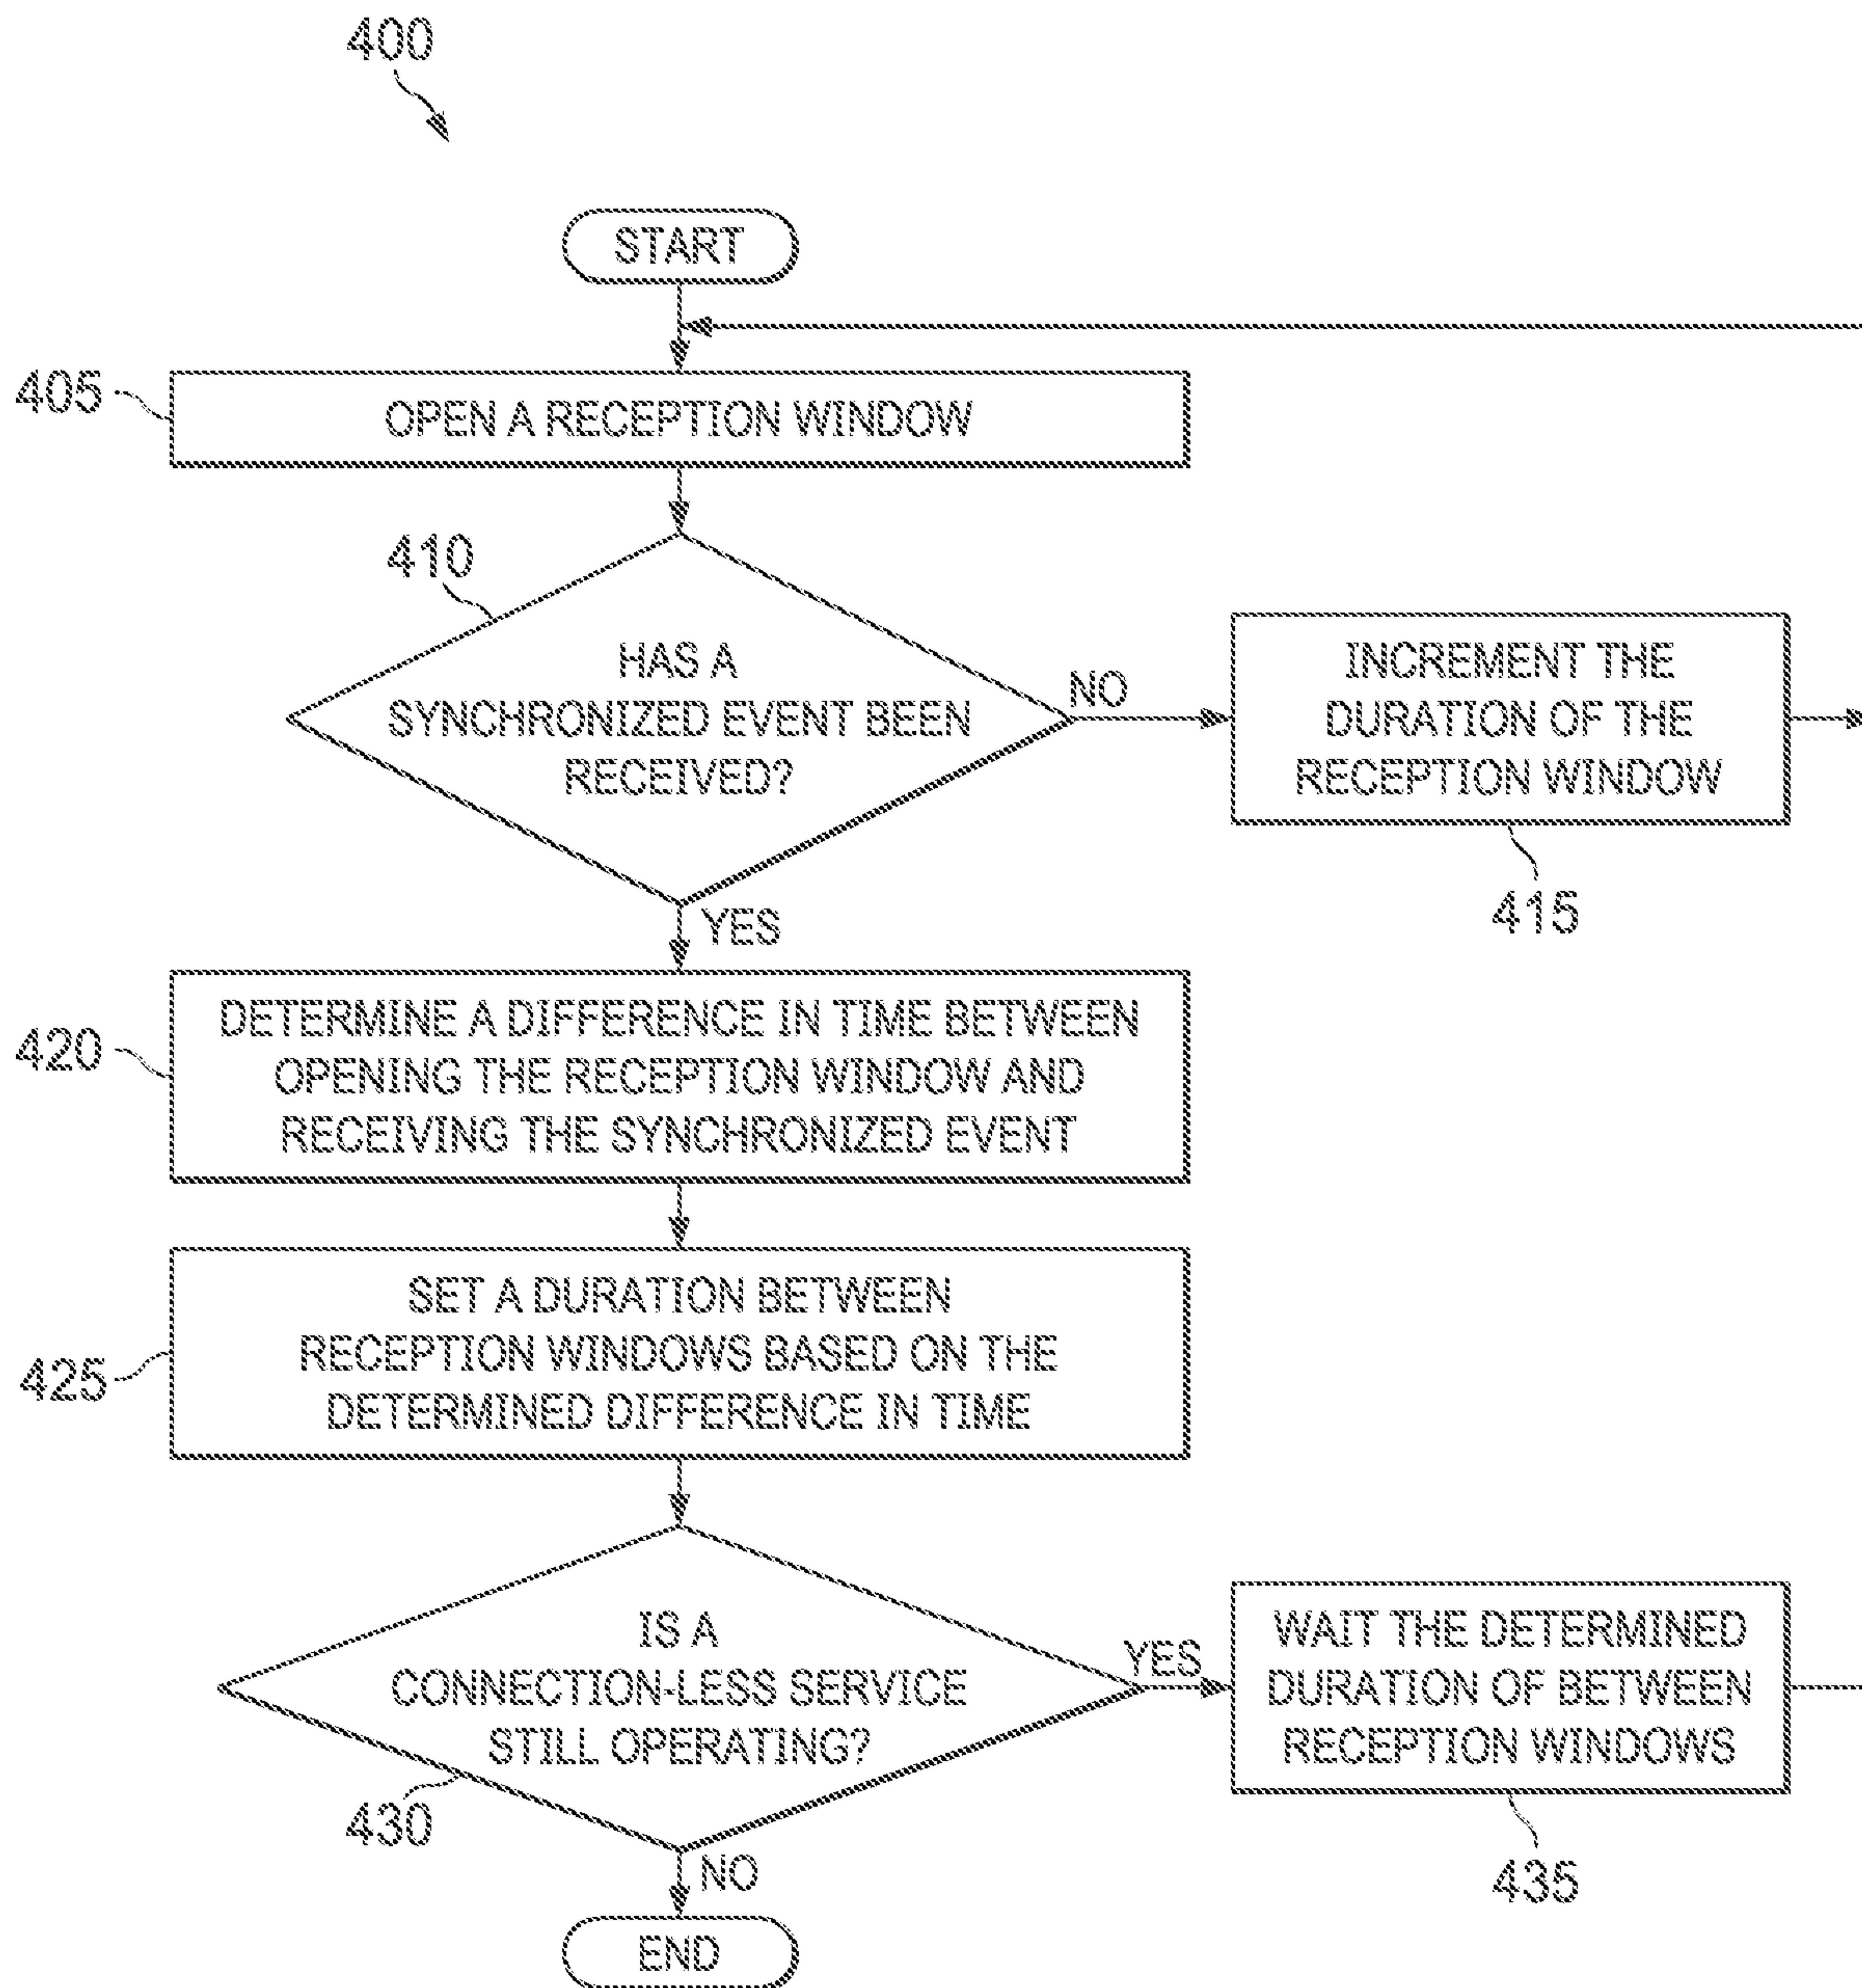 400
START
405
OPEN A RECEPTION WINDOW
410
HAS A
SYNCHRONIZED EVENT BEEN
RECEIVED?
NO
INCREMENT THE
DURATION OF THE
RECEPTION WINDOW
415
YES
420
DETERMINE A DIFFERENCE IN TIME BETWEEN
OPENING THE RECEPTION WINDOW AND
RECEIVING THE SYNCHRONIZED EVENT
425
SET A DURATION BETWEEN
RECEPTION WINDOWS BASED ON THE
DETERMINED DIFFERENCE IN TIME
IS A
CONNECTION-LESS SERVICE
STILL OPERATING?
430
YES
WAIT THE DETERMINED
DURATION OF BETWEEN
RECEPTION WINDOWS
435
NO
END